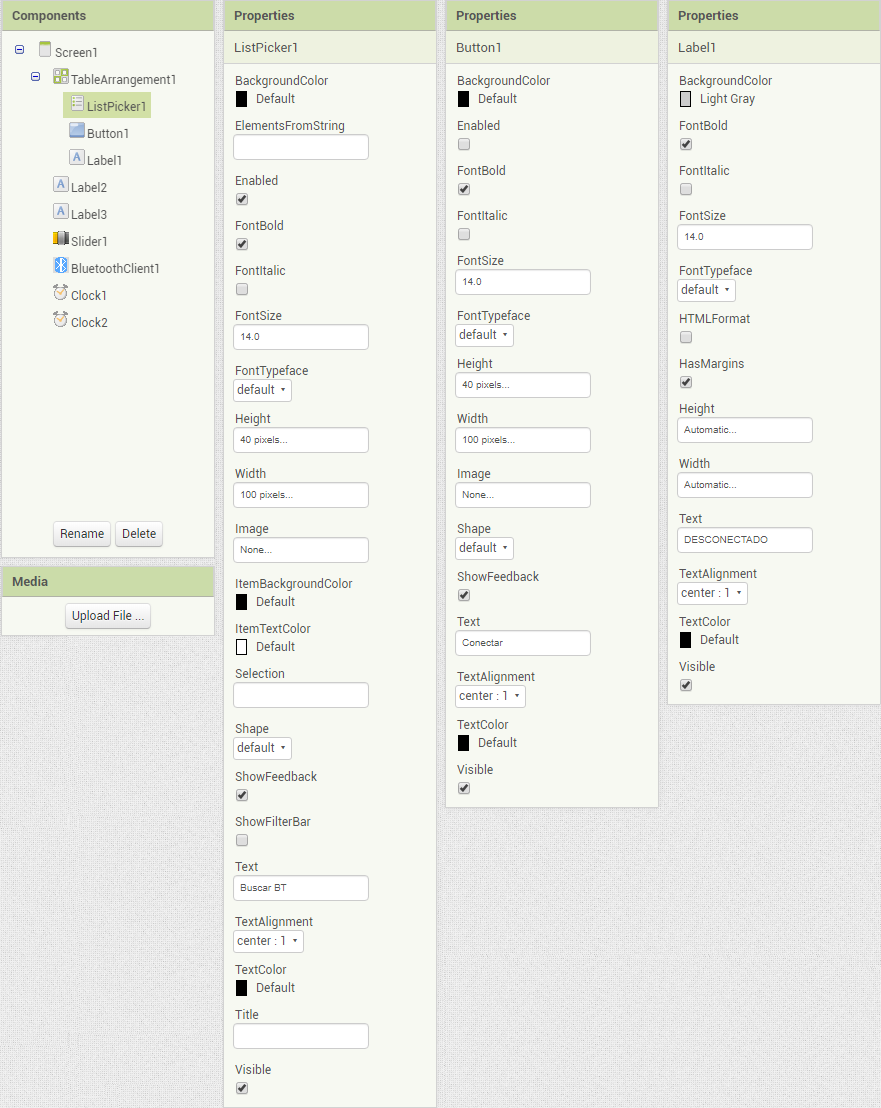 Components
Screen1
TableArrangement1
ListPicker1
Button1
Label1
Label2
Label3
Slider1
BluetoothClient1
Clock1
Clock2
Rename Delete
Media
Upload File ...
Properties
ListPicker1
BackgroundColor
Default
ElementsFromString
Enabled
FontBold
FontItalic
FontSize
14.0
FontTypeface
default
Height
40 pixels...
Width
100 pixels...
Image
None...
ItemBackgroundColor
Default
ItemTextColor
Default
Selection
Shape
default
ShowFeedback
ShowFilterBar
Text
Buscar BT
TextAlignment
center : 1
TextColor
Default
Title
Visible
Properties
Button1
BackgroundColor
Default
Enabled
FontBold
FontItalic
FontSize
14.0
FontTypeface
default
Height
40 pixels...
Width
100 pixels...
Image
None...
Shape
default
ShowFeedback
Text
Conectar
TextAlignment
center : 1
TextColor
Default
Visible
Properties
Label1
BackgroundColor
Light Gray
FontBold
FontItalic
FontSize
14.0
FontTypeface
default
HTMLFormat
HasMargins
Height
Automatic...
Width
Automatic...
Text
DESCONECTADO
TextAlignment
center : 1
TextColor
Default
Visible